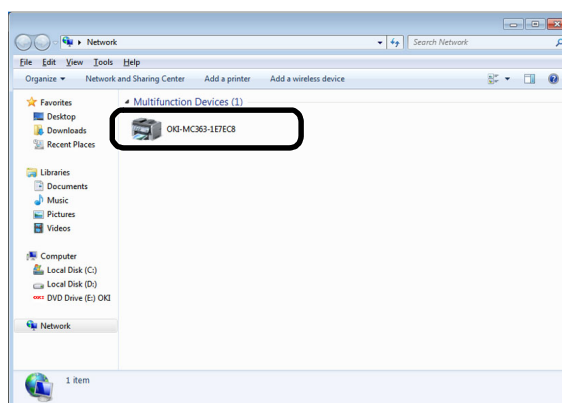 Network
Search Network
File Edit View Tools Help
Organize Network and Sharing Center Add a printer Add a wireless device
Favorites
Desktop
Downloads
Recent Places
Libraries
Documents
Music
Pictures
Videos
Computer
Local Disk (C:)
Local Disk (D:)
OKI DVD Drive (E:) OKI
Network
Multifunction Devices (1)
OKI-MC363-1E7EC8
1 item